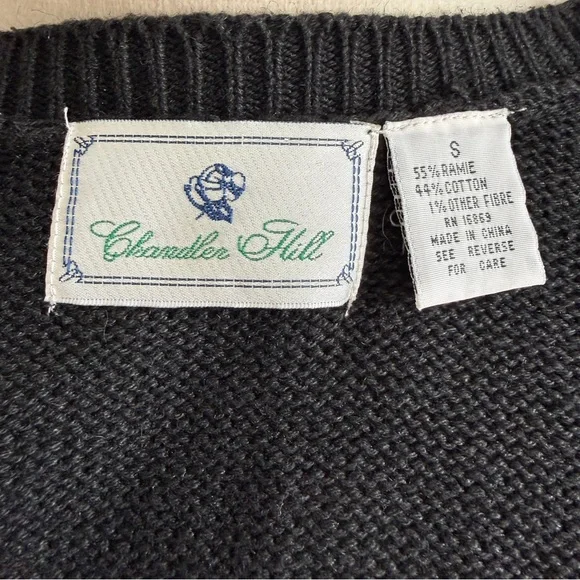 Chandler Hill
S
55% RAMIE
44% COTTON
1% OTHER FIBRE
RN 16869
MADE IN CHINA
SEE REVERSE
FOR CARE